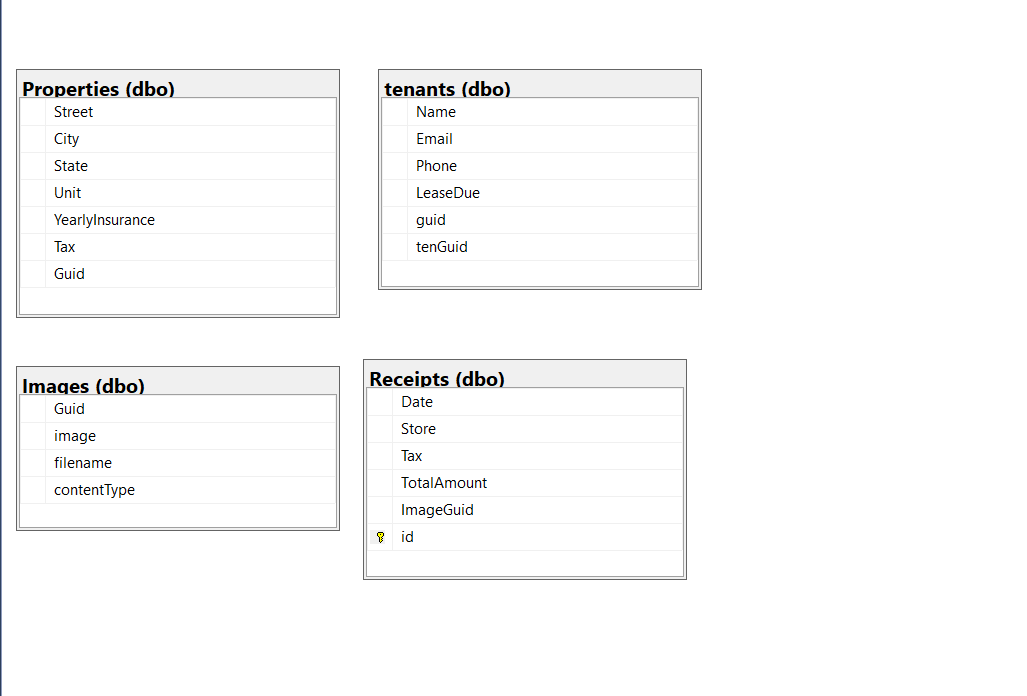 Properties (dbo)
Street
City
State
Unit
YearlyInsurance
Tax
Guid
tenants (dbo)
Name
Email
Phone
LeaseDue
guid
tenGuid
Images (dbo)
Guid
image
filename
contentType
Receipts (dbo)
Date
Store
Tax
TotalAmount
ImageGuid
id